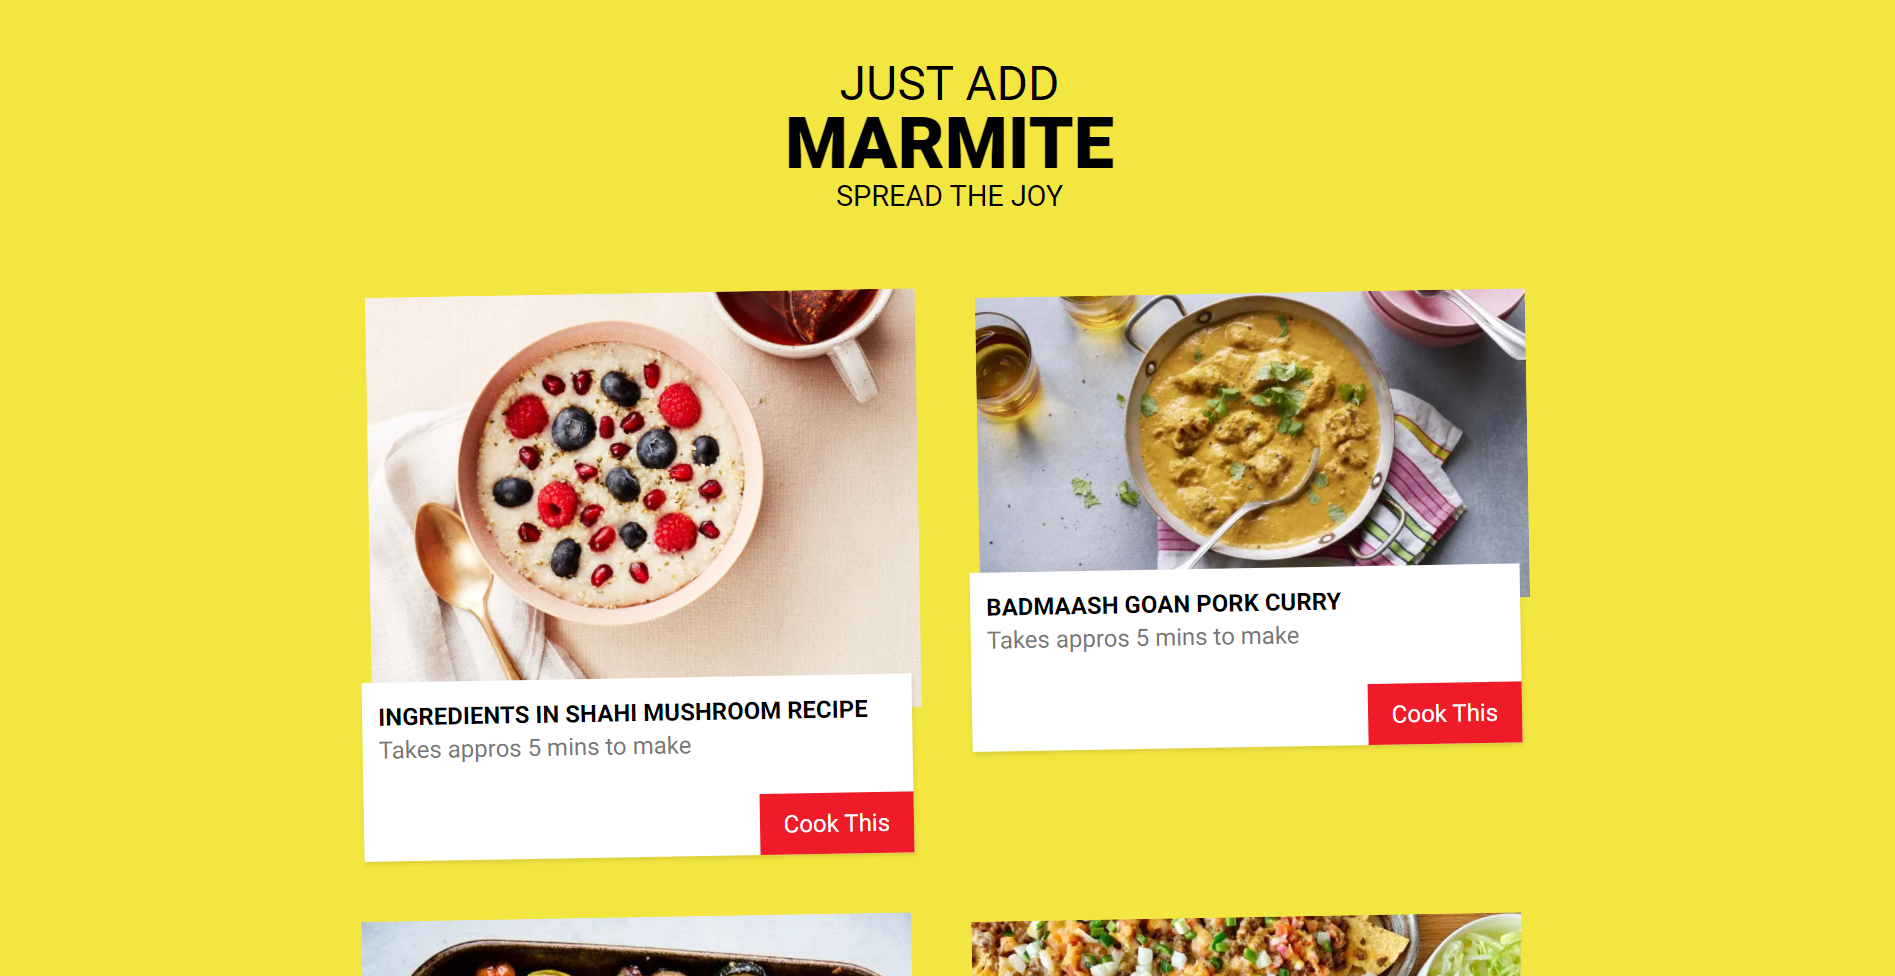 JUST ADD
MARMITE
SPREAD THE JOY
INGREDIENTS IN SHAHI MUSHROOM RECIPE
Takes appros 5 mins to make
Cook This
BADMAASH GOAN PORK CURRY
Takes appros 5 mins to make
Cook This